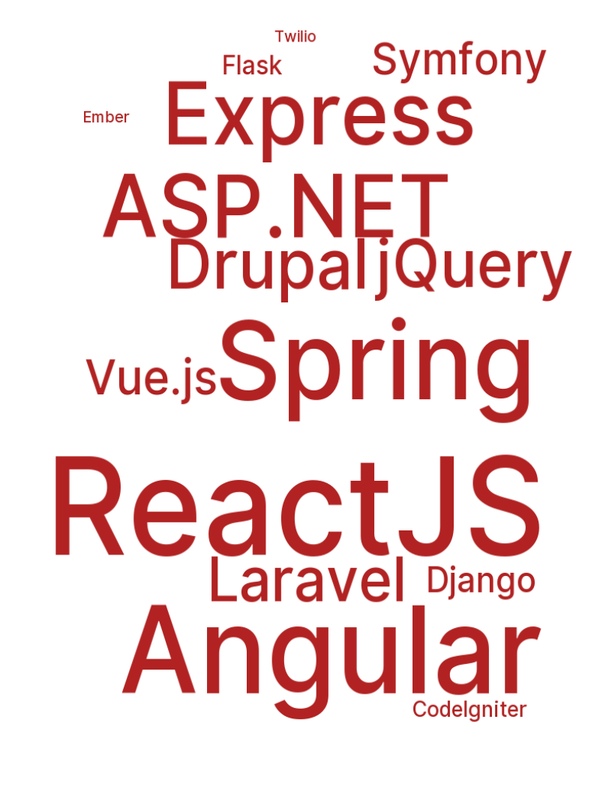 Twilio
Symfony
Flask
Express
Ember
ASP.NET
Drupal jQuery
Vue.js Spring
ReactJS
Laravel Django
Angular
CodeIgniter